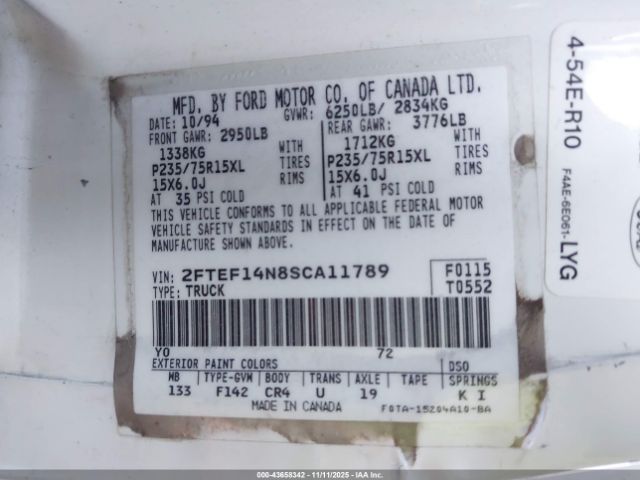 MFD. BY FORD MOTOR CO. OF CANADA LTD.
DATE: 10/94 GVWR: 6250LB/ 2834KG
FRONT GAWR: 2950LB REAR GAWR: 3776LB
1338KG 1712KG
P235/75R15XL TIRES P235/75R15XL TIRES
15X6.0J RIMS 15X6.0J RIMS
AT 35 PSI COLD AT 41 PSI COLD
THIS VEHICLE CONFORMS TO ALL APPLICABLE FEDERAL MOTOR
VEHICLE SAFETY STANDARDS IN EFFECT ON THE DATE OF
MANUFACTURE SHOWN ABOVE.
VIN: 2FTEF14N8SCA11789 F0115
TYPE: TRUCK T0552
YO 72
EXTERIOR PAINT COLORS DSO
WB TYPE-GVW BODY TRANS AXLE TAPE SPRINGS
133 F142 CR4 U 19 K I
MADE IN CANADA F0TA-15204A10-BA
4-54E-R10
F4AE-6E061-LYG
000-43658342 - 11/11/2025 - IAA Inc.